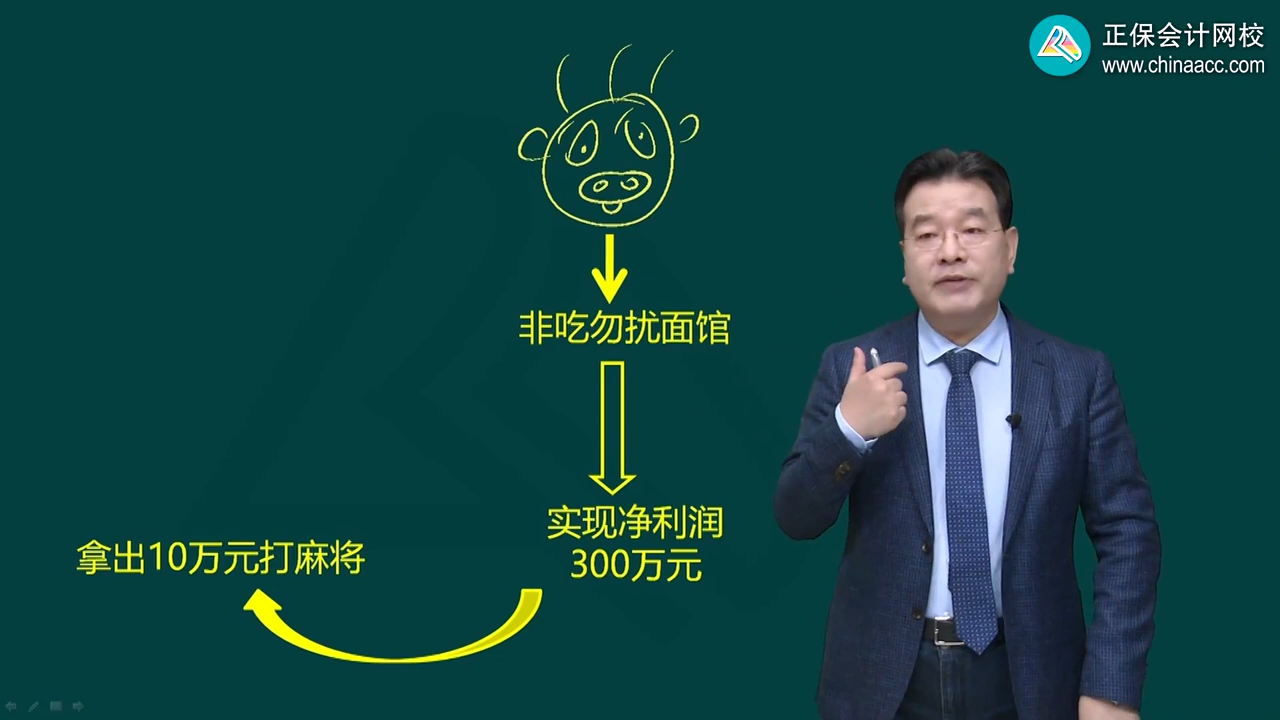 正保会计网校
www.chinaacc.com
非吃勿扰面馆
实现净利润
300万元
拿出10万元打麻将